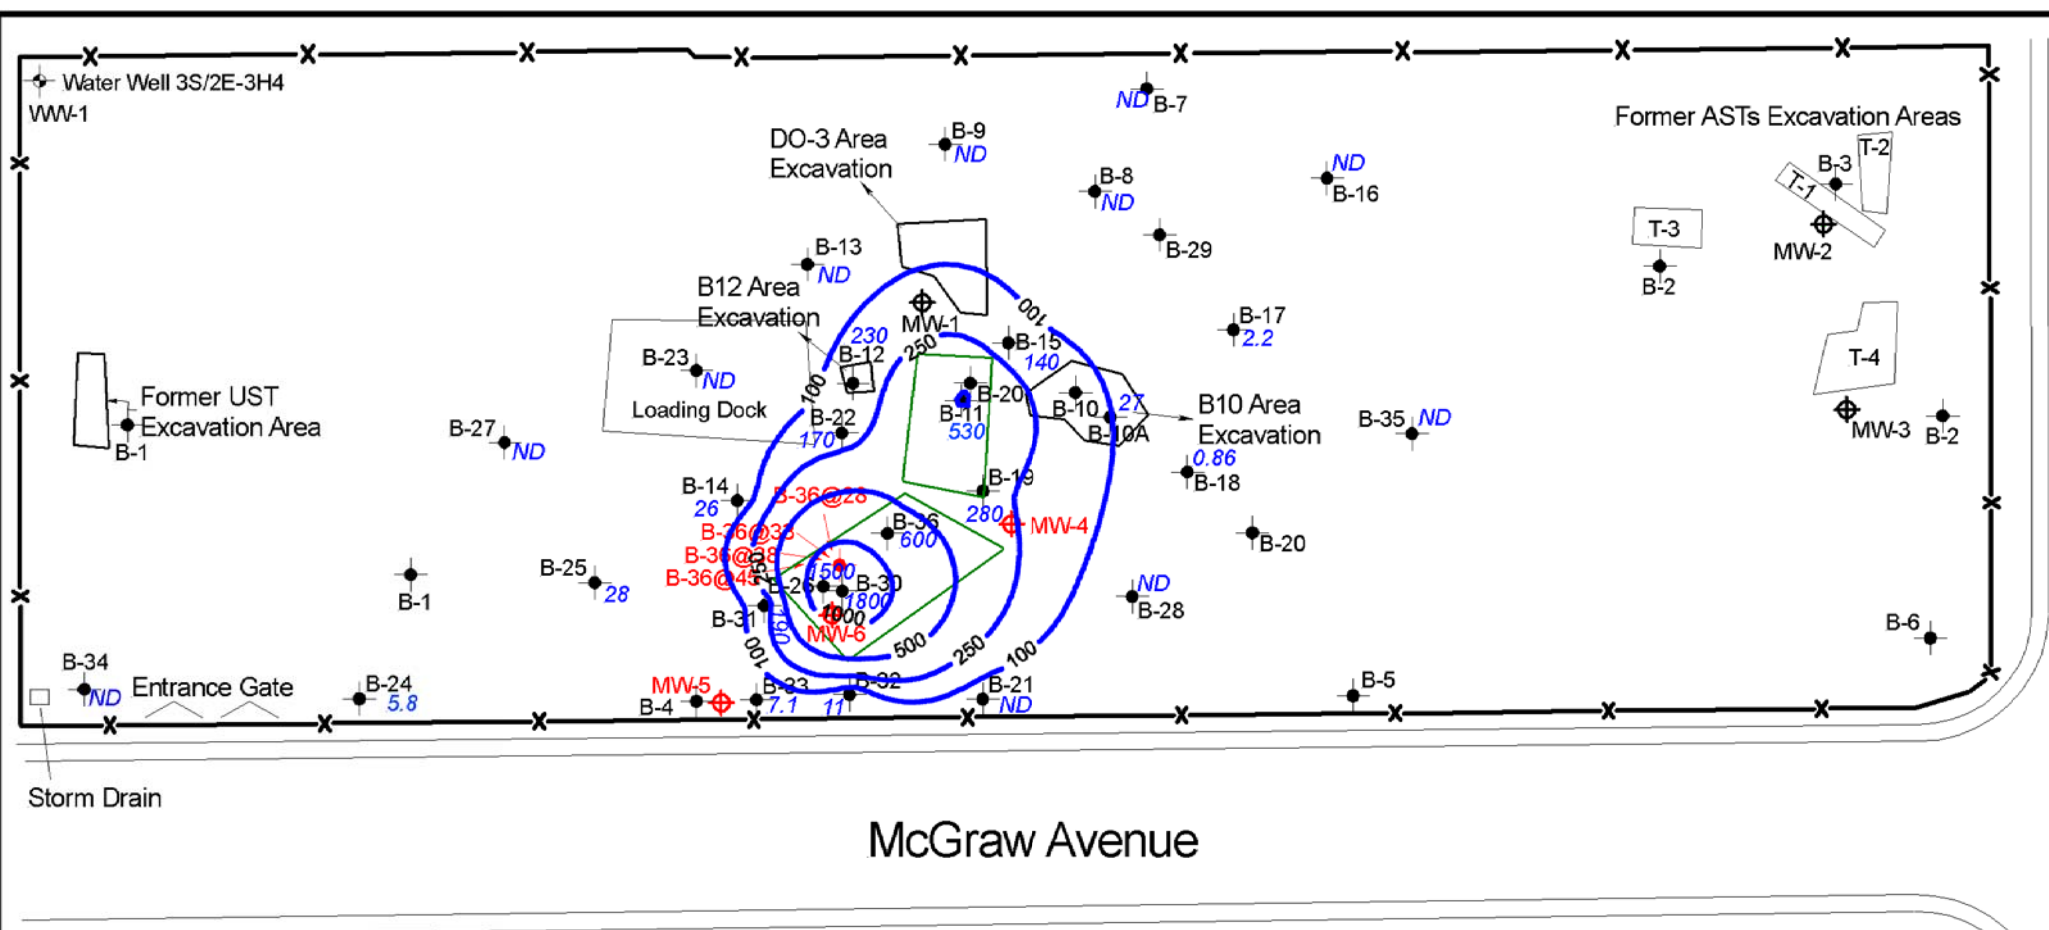 Water Well 3S/2E-3H4
WW-1
ND
B-7
Former ASTs Excavation Areas
DO-3 Area
Excavation
B-9
ND
B-8
ND
ND
B-16
B-3
T-2
T-1
T-3
MW-2
B-2
B-29
B-13
ND
B12 Area
Excavation
MW-1
100
B-17
2.2
230
B-12
250
B-15
140
T-4
B-23
ND
Loading Dock
100
B-22
170
B-20
B-11
530
B-10
27
B-10A
B10 Area
Excavation
B-35
ND
MW-3
B-2
Former UST
Excavation Area
B-1
B-27
ND
0.86
B-18
B-14
26
B-36@28
B-19
280
MW-4
B-36@33
B-36@38
B-36@45
B-36
600
B-20
250
1500
B-26
B-30
1800
1000
MW-6
B-1
B-25
28
B-31
190
ND
B-28
B-6
100
500
250
100
B-34
ND
Entrance Gate
B-24
5.8
MW-5
B-4
7.1
B-32
11
B-21
ND
B-5
Storm Drain
McGraw Avenue